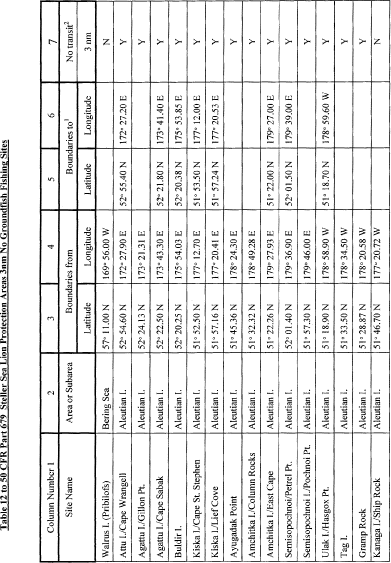 Table 12 to 50 CFR Part 679 Steller Sea Lion Protection Areas 3nm No Groundfish Fishing Sites
Column Number 1 2 3 4 5 6 7
Site Name Area or Subarea Boundaries from Boundaries to¹ No transit²
Latitude Longitude Latitude Longitude 3 nm
Walrus I. (Pribilofs) Bering Sea 57° 11.00 N 169° 56.00 W N
Attu I./Cape Wrangell Aleutian I. 52° 54.60 N 172° 27.90 E 52° 55.40 N 172° 27.20 E Y
Agattu I./Gillon Pt. Aleutian I. 52° 24.13 N 173° 21.31 E Y
Agattu I./Cape Sabak Aleutian I. 52° 22.50 N 173° 43.30 E 52° 21.80 N 173° 41.40 E Y
Buldir I. Aleutian I. 52° 20.25 N 175° 54.03 E 52° 20.38 N 175° 53.85 E Y
Kiska I./Cape St. Stephen Aleutian I. 51° 52.50 N 177° 12.70 E 51° 53.50 N 177° 12.00 E Y
Kiska I./Lief Cove Aleutian I. 51° 57.16 N 177° 20.41 E 51° 57.24 N 177° 20.53 E Y
Ayugadak Point Aleutian I. 51° 45.36 N 178° 24.30 E Y
Amchitka I./Column Rocks Aleutian I. 51° 32.32 N 178° 49.28 E Y
Amchitka I./East Cape Aleutian I. 51° 22.26 N 179° 27.93 E 51° 22.00 N 179° 27.00 E Y
Semisopochnoi/Petrel Pt. Aleutian I. 52° 01.40 N 179° 36.90 E 52° 01.50 N 179° 39.00 E Y
Semisopochnoi I./Pochnoi Pt. Aleutian I. 51° 57.30 N 179° 46.00 E Y
Ulak I./Hasgox Pt. Aleutian I. 51° 18.90 N 178° 58.90 W 51° 18.70 N 178° 59.60 W Y
Tag I. Aleutian I. 51° 33.50 N 178° 34.50 W Y
Gramp Rock Aleutian I. 51° 28.87 N 178° 20.58 W Y
Kanaga I./Ship Rock Aleutian I. 51° 46.70 N 177° 20.72 W N